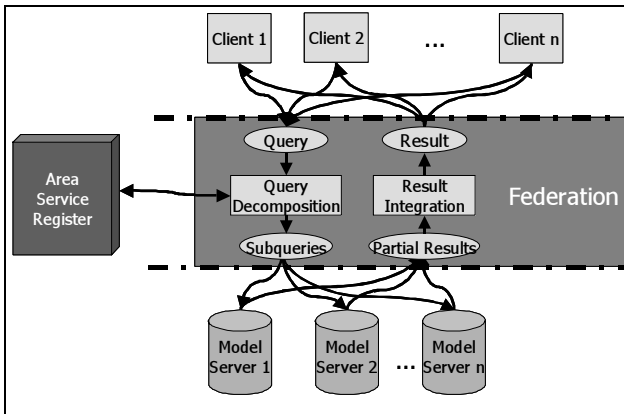 Client 1
Client 2
...
Client n
Query
Result
Area
Service
Register
Query
Decomposition
Result
Integration
Federation
Subqueries
Partial Results
Model
Server 1
Model
Server 2
...
Model
Server n